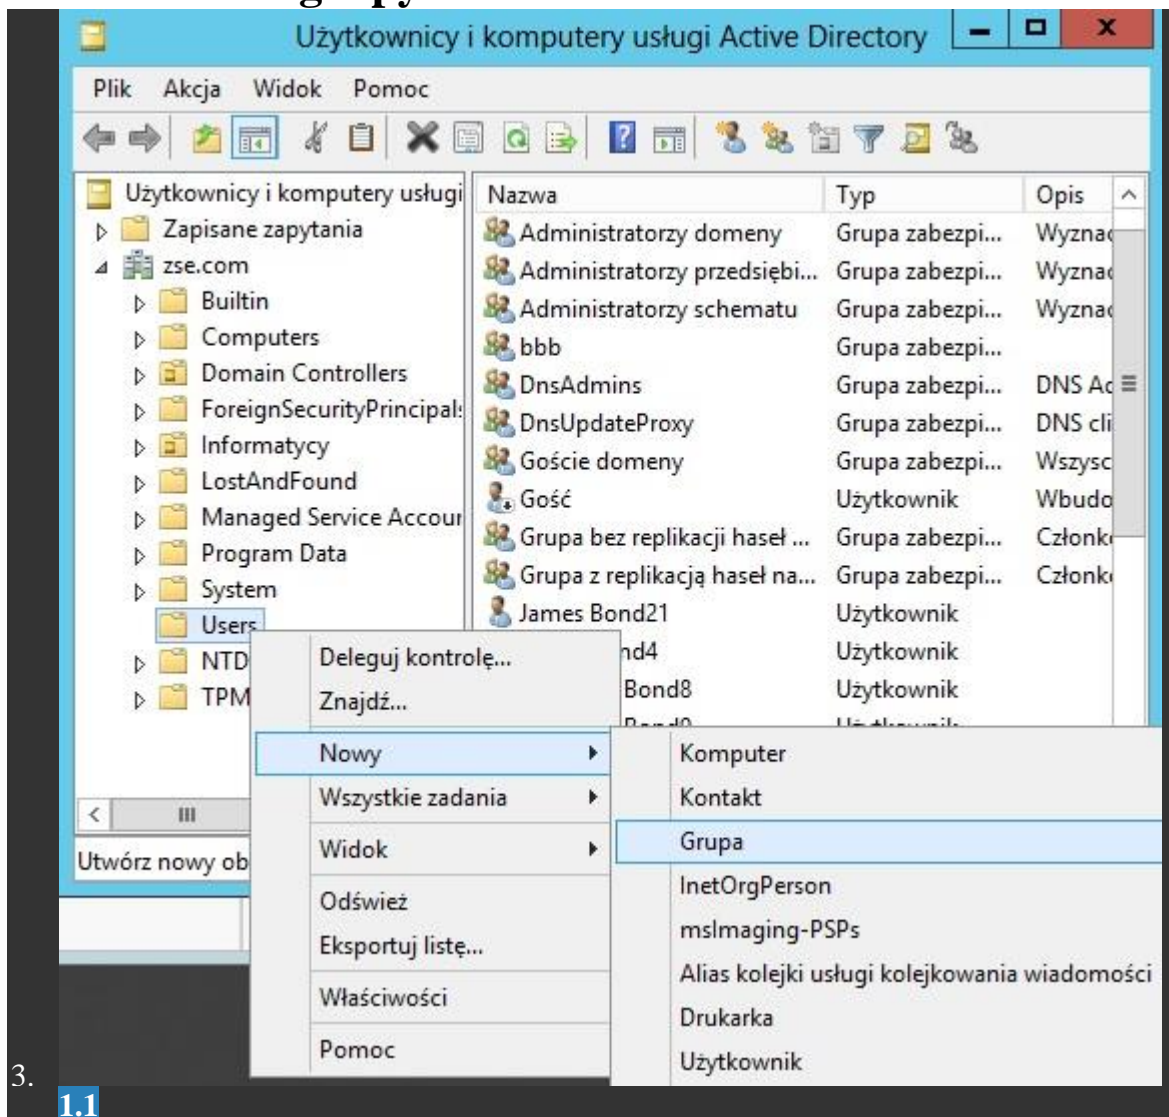 Użytkownicy i komputery usługi Active Directory
Plik Akcja Widok Pomoc
Użytkownicy i komputery usługi
Zapisane zapytania
zse.com
Builtin
Computers
Domain Controllers
ForeignSecurityPrincipals
Informatycy
LostAndFound
Managed Service Accour
Program Data
System
Users
NTD
TPM
Nazwa Typ Opis
Administratorzy domeny Grupa zabezpi... Wyznac
Administratorzy przedsiębi... Grupa zabezpi... Wyznac
Administratorzy schematu Grupa zabezpi... Wyznac
bbb Grupa zabezpi...
DnsAdmins Grupa zabezpi... DNS Ad
DnsUpdateProxy Grupa zabezpi... DNS cli
Goście domeny Grupa zabezpi... Wszysc
Gość Użytkownik Wbudo
Grupa bez replikacji haseł ... Grupa zabezpi... Członk
Grupa z replikacją haseł na... Grupa zabezpi... Członk
James Bond21 Użytkownik
nd4 Użytkownik
Bond8 Użytkownik
Utwórz nowy ob
Deleguj kontrolę...
Znajdź...
Nowy
Wszystkie zadania
Widok
Odśwież
Eksportuj listę...
Właściwości
Pomoc
Komputer
Kontakt
Grupa
InetOrgPerson
msImaging-PSPs
Alias kolejki usługi kolejkowania wiadomości
Drukarka
Użytkownik
3.
1.1